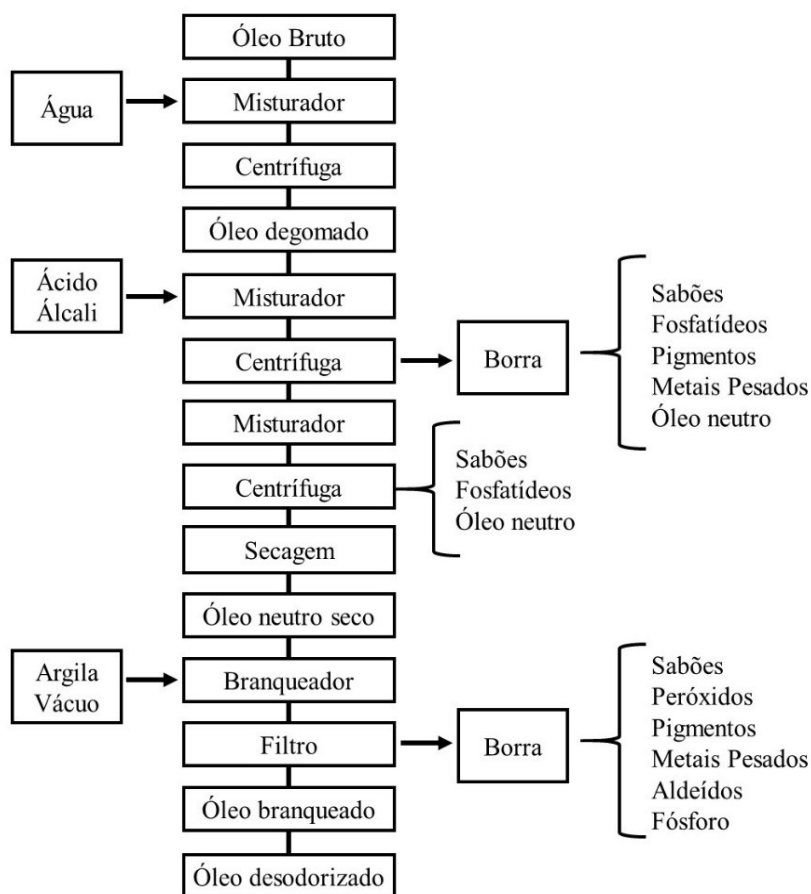 Óleo Bruto
Água
Misturador
Centrífuga
Óleo degomado
Ácido
Álcali
Misturador
Centrífuga
Borra
Sabões
Fosfatídeos
Pigmentos
Metais Pesados
Óleo neutro
Misturador
Centrífuga
Sabões
Fosfatídeos
Óleo neutro
Secagem
Óleo neutro seco
Argila
Vácuo
Branqueador
Filtro
Borra
Sabões
Peróxidos
Pigmentos
Metais Pesados
Aldeídos
Fósforo
Óleo branqueado
Óleo desodorizado